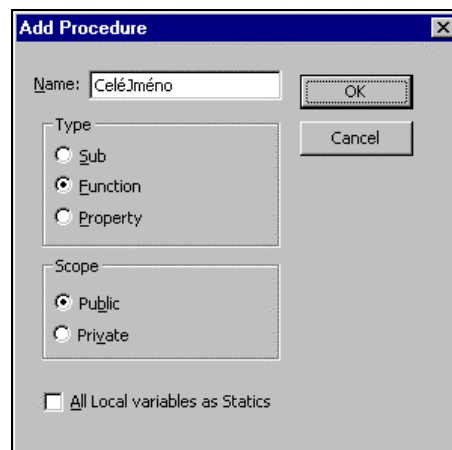 Add Procedure
Name: CeléJméno
OK
Type
Cancel
Sub
Function
Property
Scope
Public
Private
All Local variables as Statics